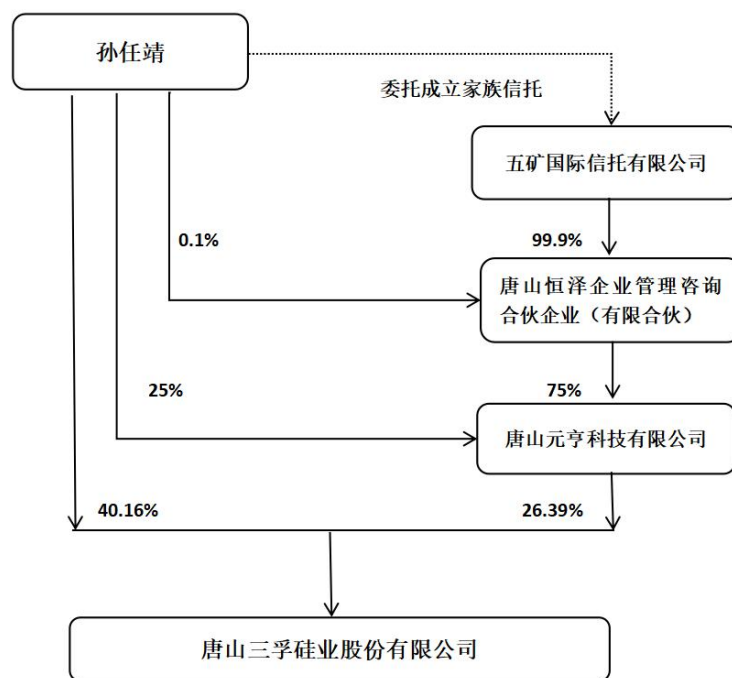 孙任靖
委托成立家族信托
五矿国际信托有限公司
0.1%
99.9%
唐山恒泽企业管理咨询
合伙企业（有限合伙）
25%
75%
唐山元亨科技有限公司
40.16%
26.39%
唐山三孚硅业股份有限公司